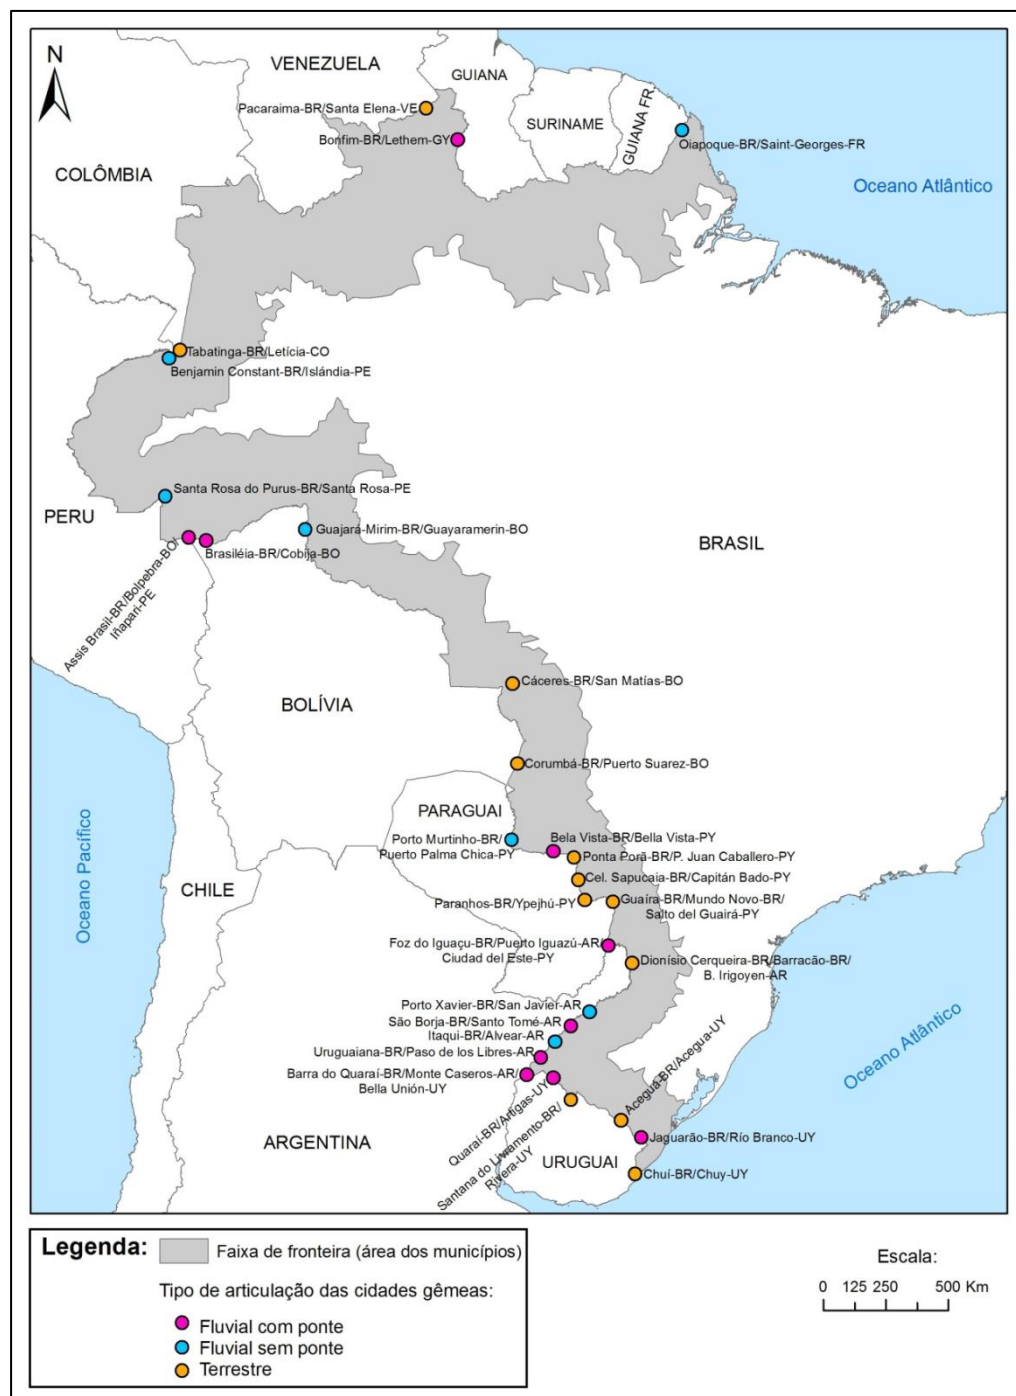 N
VENEZUELA
GUIANA
SURINAME
GUIANA FR.
COLÔMBIA
Pacaraima-BR/Santa Elena-VE
Bonfim-BR/Lethem-GY
Oiapoque-BR/Saint-Georges-FR
Oceano Atlântico
Tabatinga-BR/Letícia-CO
Benjamin Constant-BR/Islándia-PE
Santa Rosa do Purus-BR/Santa Rosa-PE
PERU
Guajará-Mirim-BR/Guayaramerin-BO
BRASIL
Brasiléia-BR/Cobija-BO
Assis Brasil-BR/Bolpebra-BO/
Iñapari-PE
Cáceres-BR/San Matías-BO
BOLÍVIA
Corumbá-BR/Puerto Suarez-BO
PARAGUAI
Porto Murtinho-BR/
Puerto Palma Chica-PY
Bela Vista-BR/Bella Vista-PY
Ponta Porã-BR/P. Juan Caballero-PY
Cel. Sapucaia-BR/Capitán Bado-PY
Paranhos-BR/Ypejhú-PY
Guaíra-BR/Mundo Novo-BR/
Salto del Guairá-PY
Oceano Pacífico
CHILE
Foz do Iguaçu-BR/Puerto Iguazú-AR/
Ciudad del Este-PY
Dionísio Cerqueira-BR/Barracão-BR/
B. Irigoyen-AR
Porto Xavier-BR/San Javier-AR
São Borja-BR/Santo Tomé-AR
Itaqui-BR/Alvear-AR
Uruguaiana-BR/Paso de los Libres-AR
Barra do Quaraí-BR/Monte Caseros-AR/
Bella Unión-UY
Quaraí-BR/Artigas-UY
Santana do Livramento-BR/
Rivera-UY
Aceguá-BR/Acegua-UY
Oceano Atlântico
ARGENTINA
URUGUAI
Jaguarão-BR/Río Branco-UY
Chuí-BR/Chuy-UY
Legenda:
Faixa de fronteira (área dos municípios)
Tipo de articulação das cidades gêmeas:
Fluvial com ponte
Fluvial sem ponte
Terrestre
Escala:
0 125 250 500 Km